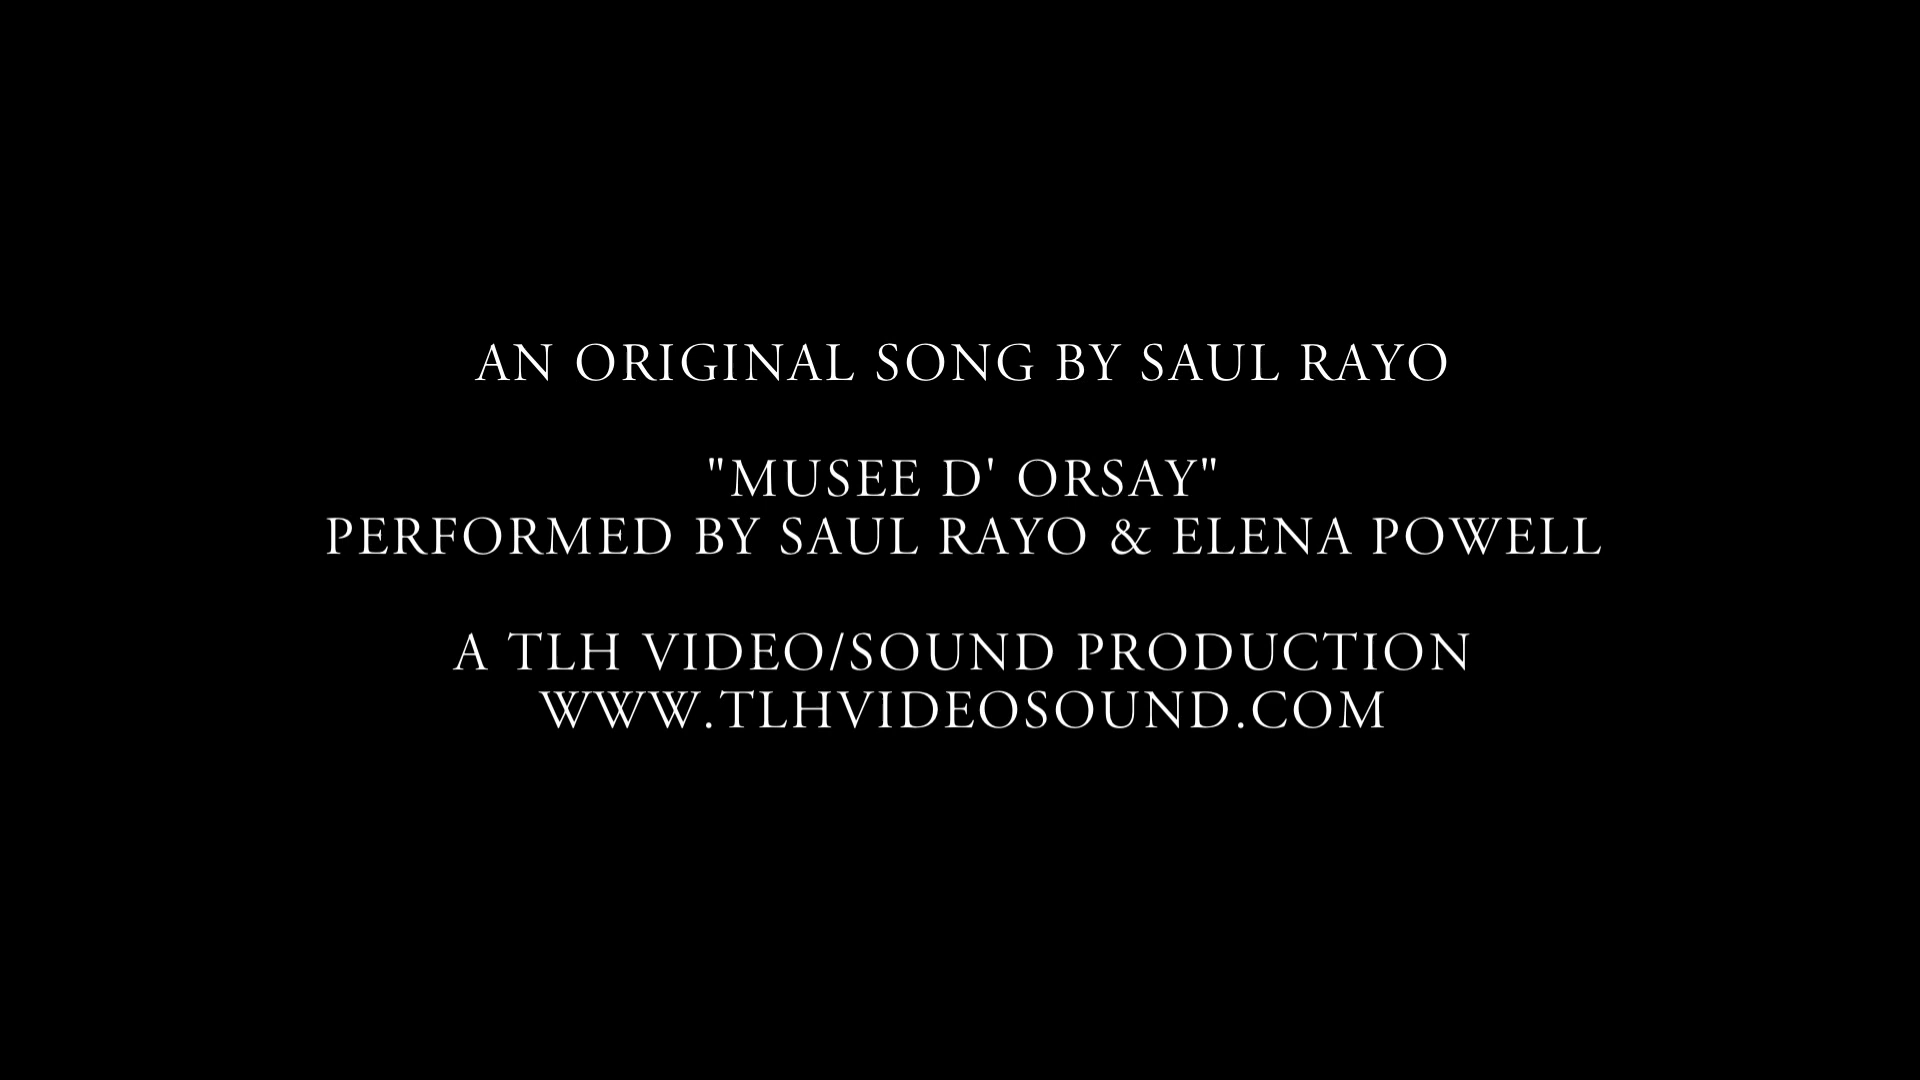 AN ORIGINAL SONG BY SAUL RAYO
"MUSEE D' ORSAY"
PERFORMED BY SAUL RAYO & ELENA POWELL
A TLH VIDEO/SOUND PRODUCTION
WWW.TLHVIDEOSOUND.COM